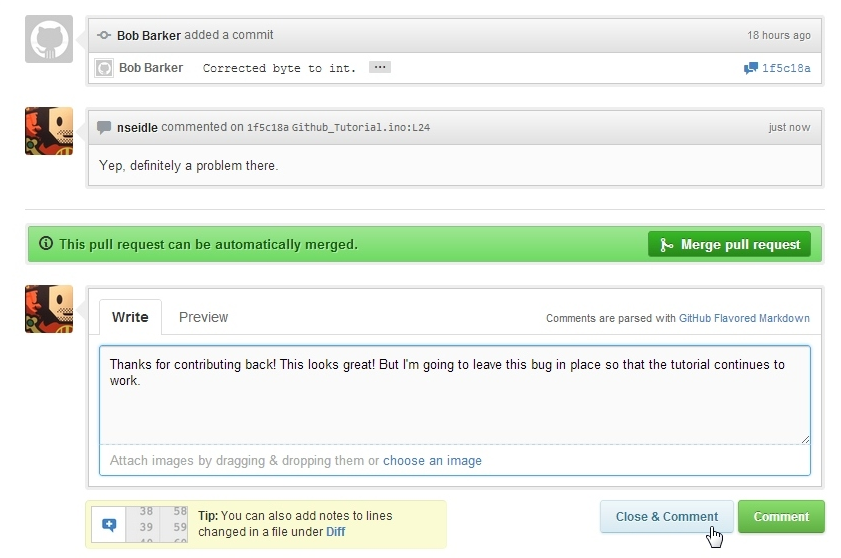 Bob Barker added a commit 18 hours ago
Bob Barker Corrected byte to int. ... 1f5c18a
nseidle commented on 1f5c18a Github_Tutorial.ino:L24 just now
Yep, definitely a problem there.
This pull request can be automatically merged. Merge pull request
Write Preview Comments are parsed with GitHub Flavored Markdown
Thanks for contributing back! This looks great! But I'm going to leave this bug in place so that the tutorial continues to
work.
Attach images by dragging & dropping them or choose an image
38 58
39 59
Tip: You can also add notes to lines
changed in a file under Diff
Close & Comment Comment